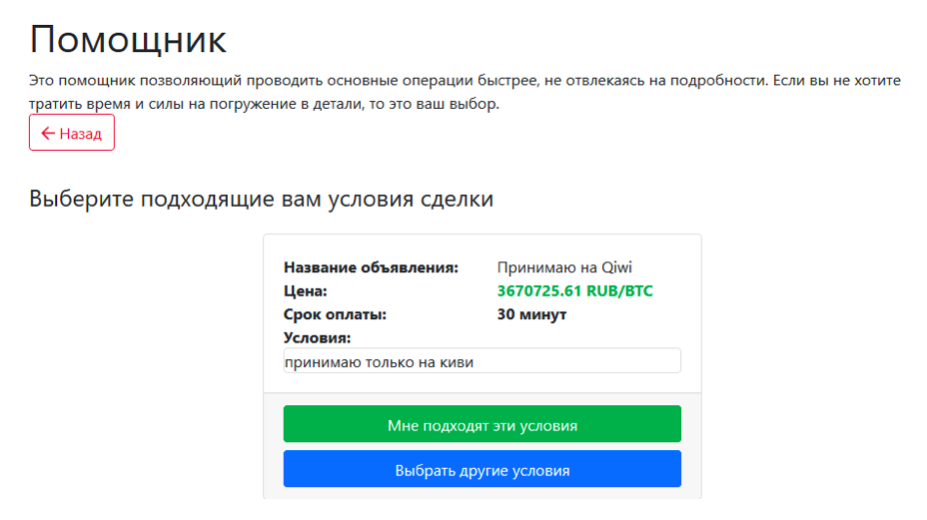 Помощник
Это помощник позволяющий проводить основные операции быстрее, не отвлекаясь на подробности. Если вы не хотите
тратить время и силы на погружение в детали, то это ваш выбор.
← Назад
Выберите подходящие вам условия сделки
Название объявления: Принимаю на Qiwi
Цена: 3670725.61 RUB/BTC
Срок оплаты: 30 минут
Условия:
принимаю только на киви
Мне подходят эти условия
Выбрать другие условия